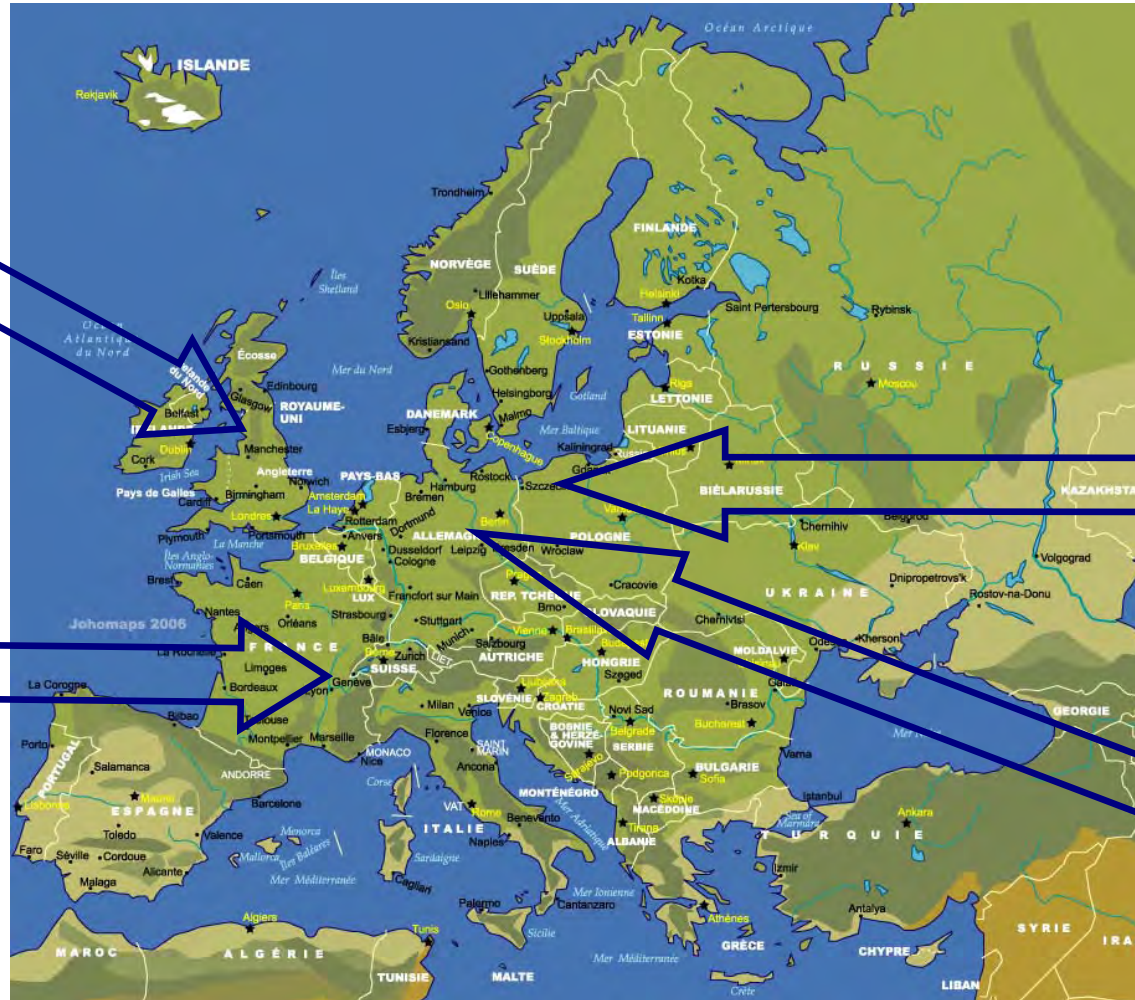 Océan Arctique
ISLANDE
Rekjavik
Trondheim
FINLANDE
NORVÈGE
SUÈDE
Îles
Shetland
Lillehammer
Kotka
Helsinki
Oslo
Saint Petersbourg
Rybinsk
Uppsala
Tallinn
Océan
Atlantique
du Nord
Stockholm
ESTONIE
Kristiansand
Écosse
Mer du Nord
Gothenberg
RUSSIE
Riga
Moscou
Edinbourg
Glasgow
Helsingborg
Gotland
LETTONIE
ROYAUME-
UNI
DANEMARK
Malmo
Belfast
Esbjerg
Copenhague
Mer Baltique
LITUANIE
Kaliningrad
Dublin
Manchester
Cork
Irish Sea
Angleterre
PAYS-BAS
Rostock
Hamburg
Norwich
Bremen
Pays de Galles
Birmingham
Amsterdam
BIÉLARUSSIE
KAZAKHSTA
Cardiff
La Haye
Londres
Berlin
Rotterdam
Dortmund
POLOGNE
Chernihiv
Plymouth
Portsmouth
Anvers
La Manche
Bruxelles
Leipzig
Dresden
Wroclaw
Kiev
Îles Anglo-
Normandes
BELGIQUE
Dusseldorf
Cologne
Volgograd
Brest
Caen
Luxembourg
LUX
Francfort sur Main
REP. TCHÈQUE
Cracovie
Dnipropetrovs'k
Paris
Brno
UKRAINE
Rostov-na-Donu
Nantes
Orléans
Strasbourg
Stuttgart
Johomaps 2006
Munich
Vienne
Chernivtsi
Kherson
Bâle
Zurich
Salzbourg
MOLDALVIE
La Rochelle
FRANCE
Berne
SUISSE
LIET
AUTRICHE
HONGRIE
Limoges
Genève
Szeged
La Corogne
Bordeaux
Lyon
Ljubljana
SLOVÉNIE
Zagreb
CROATIE
ROUMANIE
Milan
Venice
Novi Sad
Brasov
GEORGIE
Bilbao
Toulouse
Belgrade
Bucharest
Porto
Montpellier
Marseille
MONACO
Nice
Florence
SAINT
MARIN
BOSNIE
& HERZÉ-
GOVINE
SERBIE
Varna
PORTUGAL
Salamanca
ANDORRE
Corse
Ancona
Sarajevo
Podgorica
BULGARIE
Sofia
Lisbonne
Madrid
ESPAGNE
Barcelone
VAT
Rome
MONTÉNÉGRO
Skopje
MACÉDOINE
Istanbul
Sea of
Marmara
Ankara
Toledo
Valence
Menorca
ITALIE
Benevento
Mer Adriatique
Tirana
ALBANIE
TURQUIE
Faro
Séville
Cordoue
Mallorca
Îles Baléares
Naples
Sardaigne
Izmir
Malaga
Alicante
Mer Méditerranée
Cagliari
Mer Ionienne
Palermo
Cantanzaro
Athènes
Antalya
Algiers
Tunis
Sicilie
GRÈCE
SYRIE
MAROC
ALGÉRIE
Mer Méditerranée
CHYPRE
IRA
TUNISIE
MALTE
Crête
LIBAN